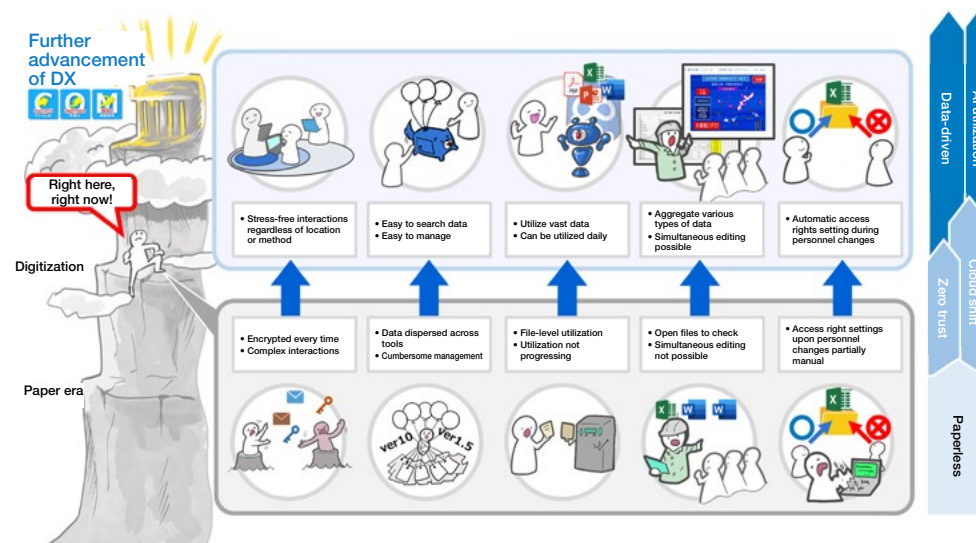 Further
advancement
of DX
Right here,
right now!
Digitization
Paper era
• Stress-free interactions
regardless of location
or method
• Easy to search data
• Easy to manage
• Utilize vast data
• Can be utilized daily
• Aggregate various
types of data
• Simultaneous editing
possible
• Automatic access
rights setting during
personnel changes
• Encrypted every time
• Complex interactions
• Data dispersed across
tools
• Cumbersome management
• File-level utilization
• Utilization not
progressing
• Open files to check
• Simultaneous editing
not possible
• Access right settings
upon personnel
changes partially
manual
ver10
ver1.5
Data-driven
Zero trust
Cloud shift
Paperless